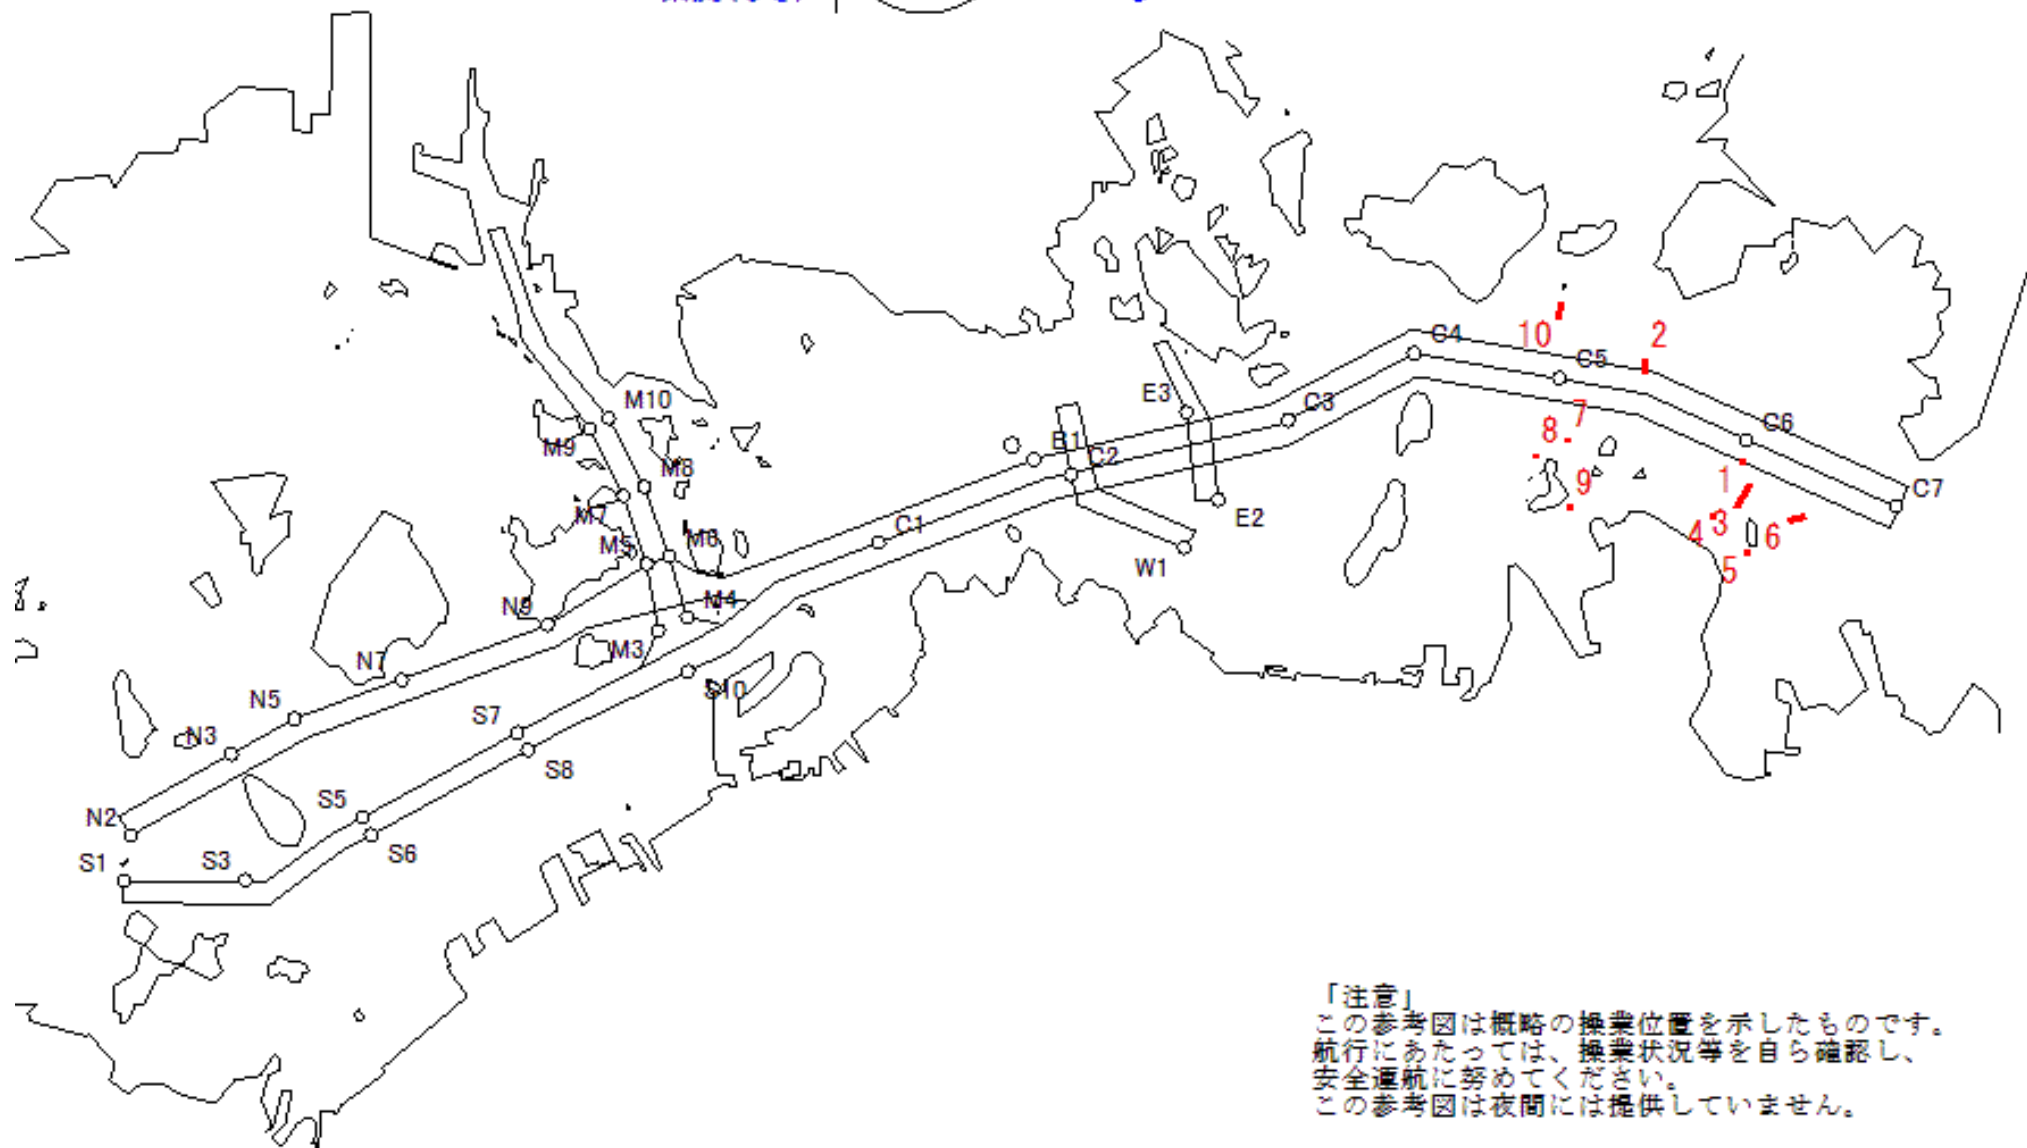 C4
10
2
C5
M10
E3
C3
7
8
C6
M9
B1
M8
C2
1
9
C7
M7
E2
C1
3
4
6
M5
M6
W1
5
N9
M4
M3
N7
S10
N5
S7
N3
S8
S5
N2
S6
S1
S3
「注意」
この参考図は概略の操業位置を示したものです。
航行にあたっては、操業状況等を自ら確認し、
安全運航に努めてください。
この参考図は夜間には提供していません。